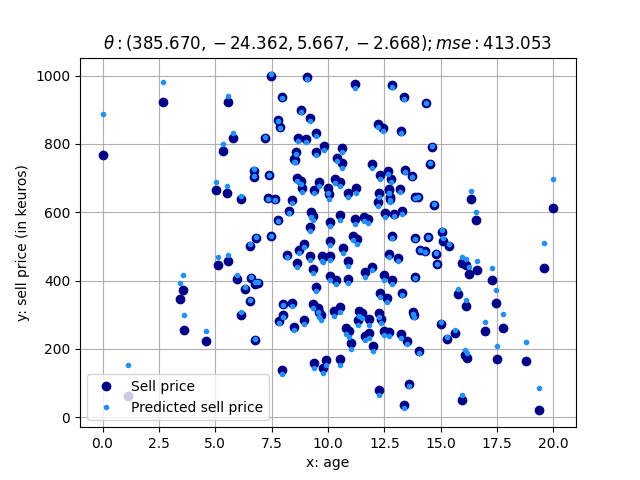 θ : (385.670, −24.362, 5.667, −2.668); mse : 413.053
1000
800
600
400
200
0
y: sell price (in keuros)
Sell price
Predicted sell price
0.0 2.5 5.0 7.5 10.0 12.5 15.0 17.5 20.0
x: age